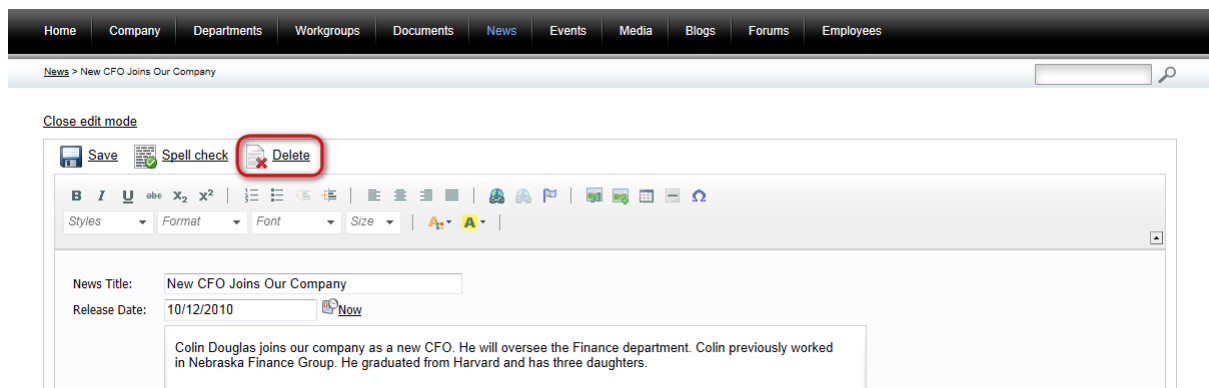 Home Company Departments Workgroups Documents News Events Media Blogs Forums Employees
News > New CFO Joins Our Company
Close edit mode
Save Spell check Delete
B I U abc X₂ X²
Styles Format Font Size A A
News Title: New CFO Joins Our Company
Release Date: 10/12/2010 Now
Colin Douglas joins our company as a new CFO. He will oversee the Finance department. Colin previously worked
in Nebraska Finance Group. He graduated from Harvard and has three daughters.